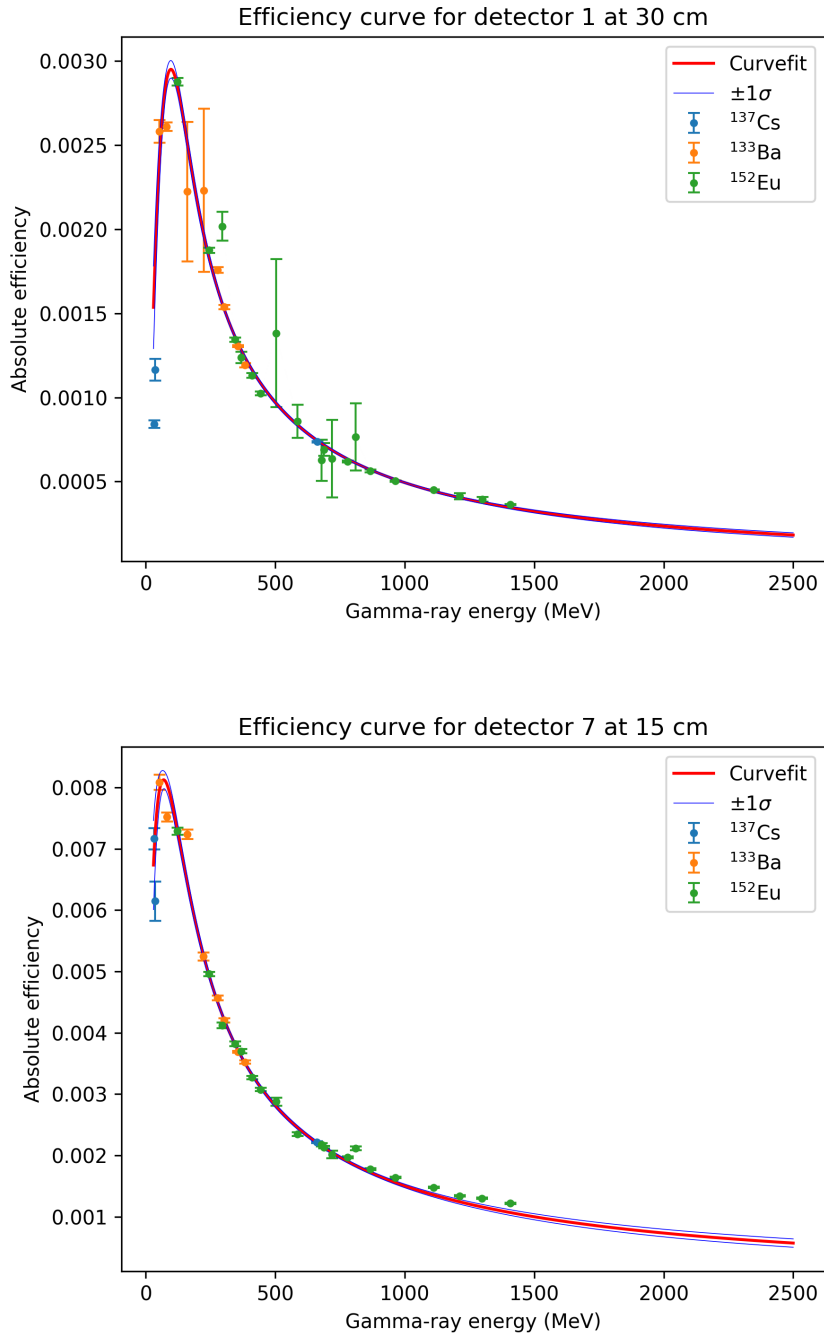 Efficiency curve for detector 1 at 30 cm
Absolute efficiency
0.0030
0.0025
0.0020
0.0015
0.0010
0.0005
Curvefit
±1σ
¹³⁷Cs
¹³³Ba
¹⁵²Eu
0 500 1000 1500 2000 2500
Gamma-ray energy (MeV)
Efficiency curve for detector 7 at 15 cm
Absolute efficiency
0.008
0.007
0.006
0.005
0.004
0.003
0.002
0.001
Curvefit
±1σ
¹³⁷Cs
¹³³Ba
¹⁵²Eu
0 500 1000 1500 2000 2500
Gamma-ray energy (MeV)